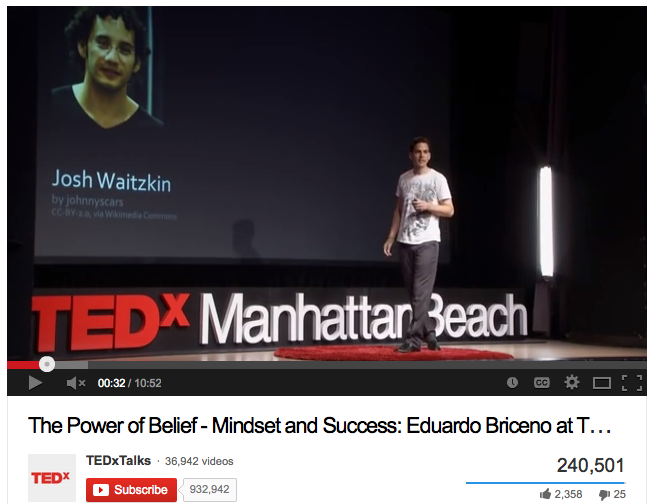 Josh Waitzkin
by johnnyscars
CC-BY-2.0, via Wikimedia Commons
TEDx Manhattan Beach
00:32 / 10:52
CC
The Power of Belief - Mindset and Success: Eduardo Briceno at T...
TEDx
TEDxTalks · 36,942 videos
Subscribe 932,942
240,501
2,358 25